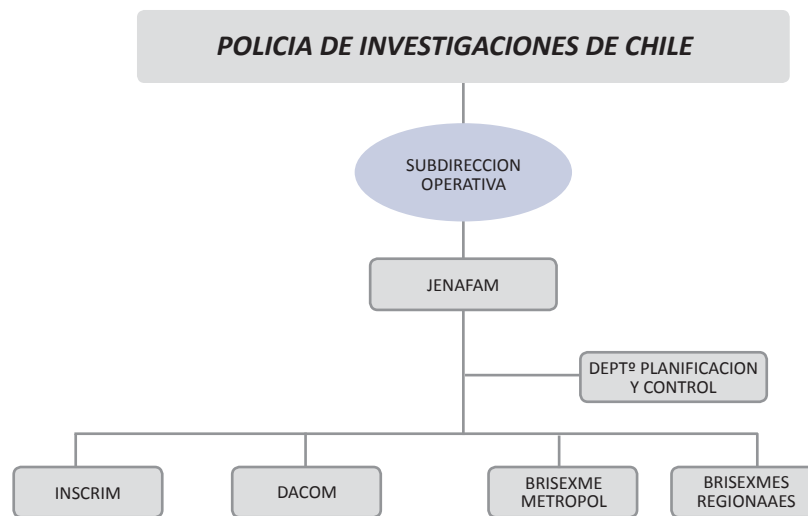 POLICIA DE INVESTIGACIONES DE CHILE
SUBDIRECCION
OPERATIVA
JENAFAM
DEPTº PLANIFICACION
Y CONTROL
INSCRIM
DACOM
BRISEXME
METROPOL
BRISEXMES
REGIONAAES